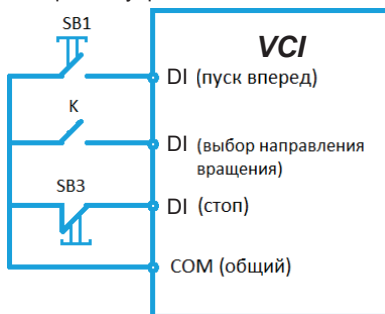 SB1
VCI
DI (пуск вперед)
K
DI (выбор направления
вращения)
SB3
DI (стоп)
COM (общий)